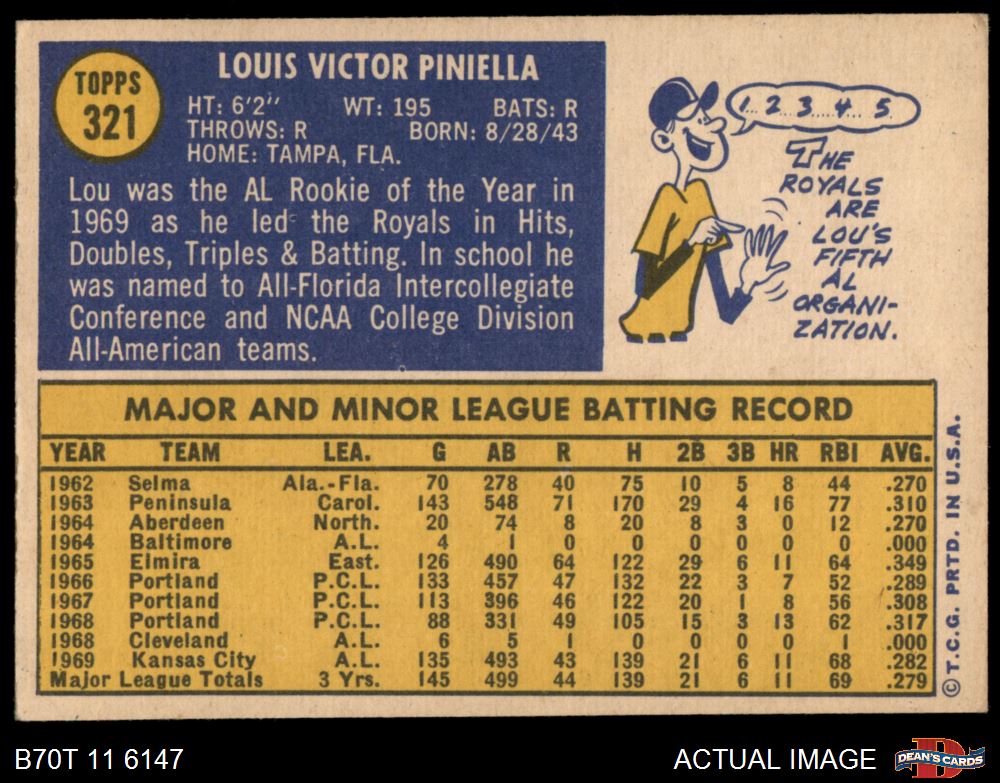 TOPPS
321
LOUIS VICTOR PINIELLA
HT: 6'2" WT: 195 BATS: R
THROWS: R BORN: 8/28/43
HOME: TAMPA, FLA.
Lou was the AL Rookie of the Year in
1969 as he led the Royals in Hits,
Doubles, Triples & Batting. In school he
was named to All-Florida Intercollegiate
Conference and NCAA College Division
All-American teams.
1...2...3...4...5
THE
ROYALS
ARE
LOU'S
FIFTH
AL
ORGANI-
ZATION.
MAJOR AND MINOR LEAGUE BATTING RECORD
YEAR TEAM LEA. G AB R H 2B 3B HR RBI AVG.
1962 Selma Ala.-Fla. 70 278 40 75 10 5 8 44 .270
1963 Peninsula Carol. 143 548 71 170 29 4 16 77 .310
1964 Aberdeen North. 20 74 8 20 8 3 0 12 .270
1964 Baltimore A.L. 4 1 0 0 0 0 0 0 .000
1965 Elmira East. 126 490 64 122 29 6 11 64 .349
1966 Portland P.C.L. 133 457 47 132 22 3 7 52 .289
1967 Portland P.C.L. 113 396 46 122 20 1 8 56 .308
1968 Portland P.C.L. 88 331 49 105 15 3 13 62 .317
1968 Cleveland A.L. 6 5 1 0 0 0 0 1 .000
1969 Kansas City A.L. 135 493 43 139 21 6 11 68 .282
Major League Totals 3 Yrs. 145 499 44 139 21 6 11 69 .279
© T.C.G. PRTD. IN U.S.A.
B70T 11 6147
ACTUAL IMAGE
D
DEAN'S CARDS